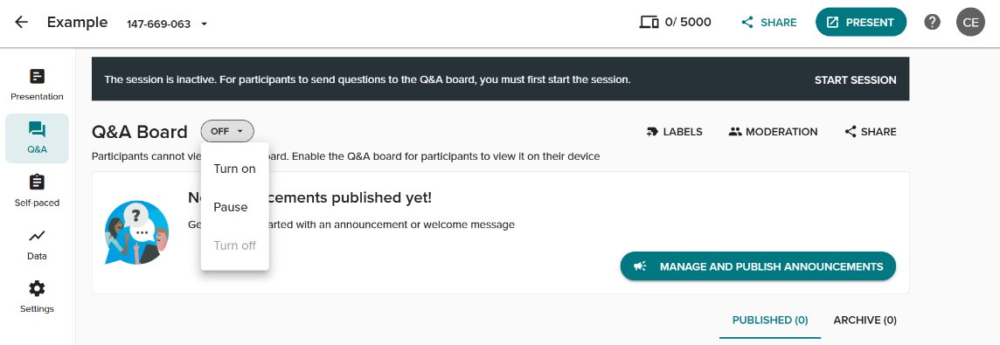 Example 147-669-063 0/ 5000 SHARE PRESENT ? CE
Presentation
Q&A
Self-paced
Data
Settings
The session is inactive. For participants to send questions to the Q&A board, you must first start the session. START SESSION
Q&A Board OFF LABELS MODERATION SHARE
Participants cannot vie ard. Enable the Q&A board for participants to view it on their device
Turn on
Pause
Turn off
cements published yet!
Ge arted with an announcement or welcome message
?
MANAGE AND PUBLISH ANNOUNCEMENTS
PUBLISHED (0) ARCHIVE (0)